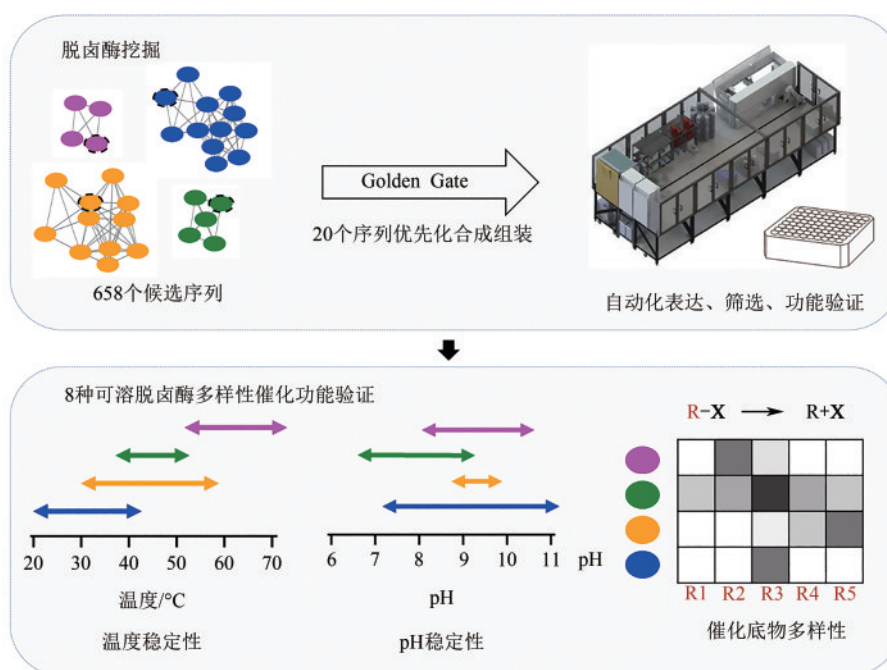 脱卤酶挖掘
Golden Gate
20个序列优先化合成组装
658个候选序列
自动化表达、筛选、功能验证
8种可溶脱卤酶多样性催化功能验证
R-X R+X
20 30 40 50 60 70
6 7 8 9 10 11 pH
R1 R2 R3 R4 R5
温度/°C
pH
温度稳定性
pH稳定性
催化底物多样性